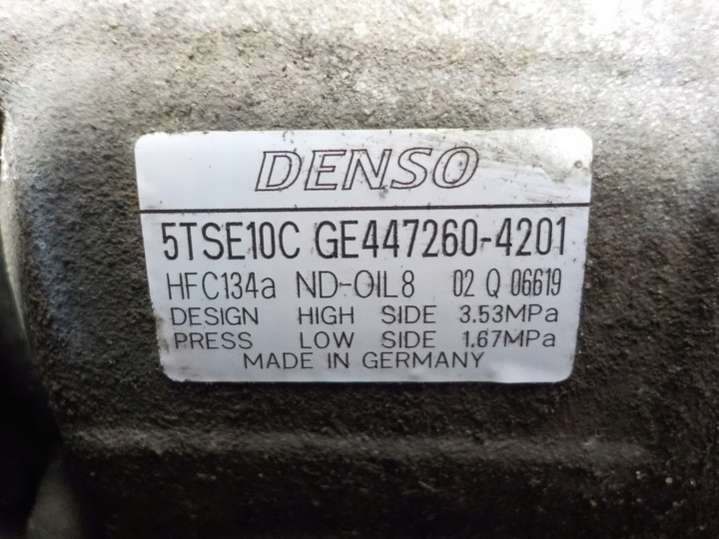 DENSO
5TSE10C GE447260-4201
HFC134a ND-OIL8 02 Q 06619
DESIGN HIGH SIDE 3.53MPa
PRESS LOW SIDE 1.67MPa
MADE IN GERMANY